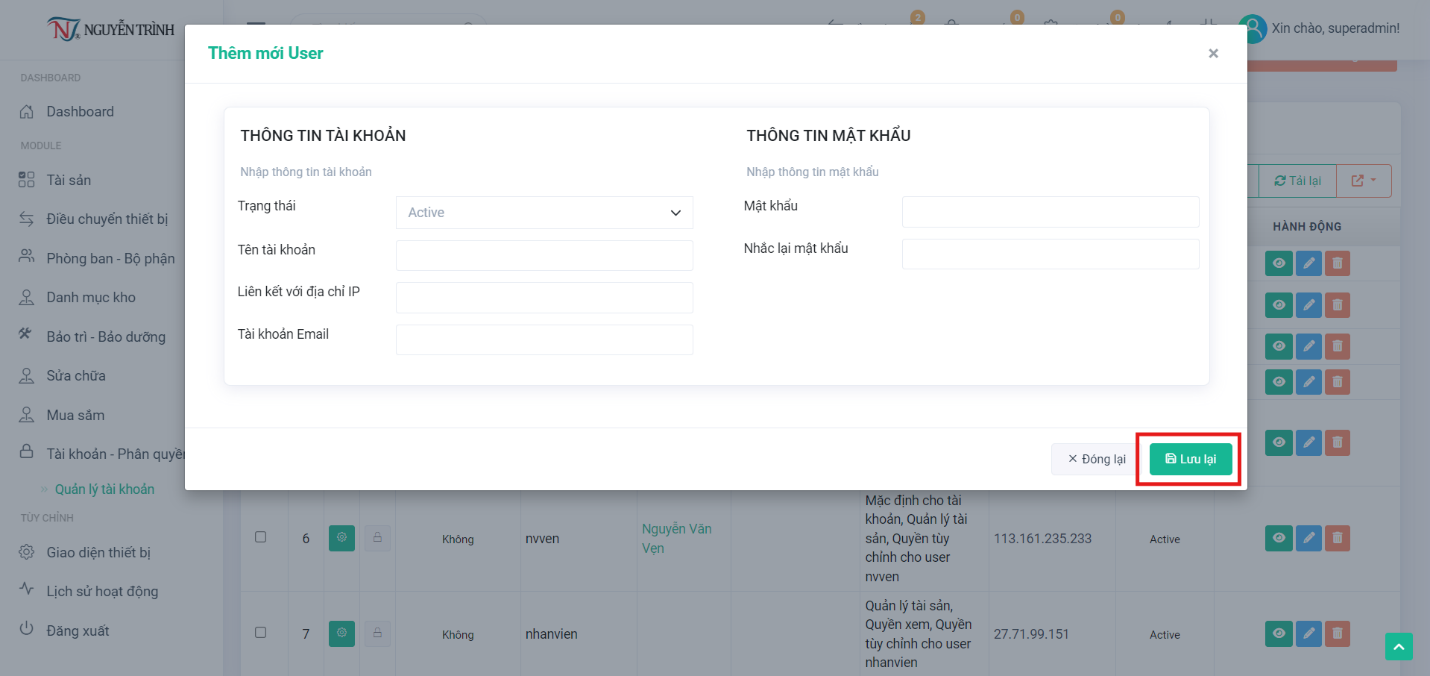 NGUYỄN TRÌNH
2
0
0
Xin chào, superadmin!
Thêm mới User
×
DASHBOARD
Dashboard
MODULE
Tài sản
Điều chuyển thiết bị
Phòng ban - Bộ phận
Danh mục kho
Bảo trì - Bảo dưỡng
Sửa chữa
Mua sắm
Tài khoản - Phân quyền
Quản lý tài khoản
TÙY CHỈNH
Giao diện thiết bị
Lịch sử hoạt động
Đăng xuất
THÔNG TIN TÀI KHOẢN
Nhập thông tin tài khoản
Trạng thái
Active
Tên tài khoản
Liên kết với địa chỉ IP
Tài khoản Email
THÔNG TIN MẬT KHẨU
Nhập thông tin mật khẩu
Mật khẩu
Nhắc lại mật khẩu
× Đóng lại
Lưu lại
Tải lại
HÀNH ĐỘNG
6
Không
nvven
Nguyễn Văn
Vẹn
Mặc định cho tài
khoản, Quản lý tài
sản, Quyền tùy
chỉnh cho user
nvven
113.161.235.233
Active
7
Không
nhanvien
Quản lý tài sản,
Quyền xem, Quyền
tùy chỉnh cho user
nhanvien
27.71.99.151
Active